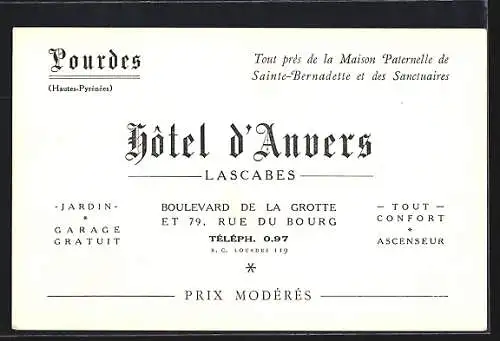 Lourdes
(Hautes-Pyrénées)
Tout près de la Maison Paternelle de
Sainte-Bernadette et des Sanctuaires
Hôtel d'Anvers
LASCABES
-JARDIN-
*
GARAGE
GRATUIT
BOULEVARD DE LA GROTTE
ET 79, RUE DU BOURG
TÉLÉPH. 0.97
R. C. LOURDES 119
*
— TOUT —
CONFORT
*
ASCENSEUR
PRIX MODÉRÉS